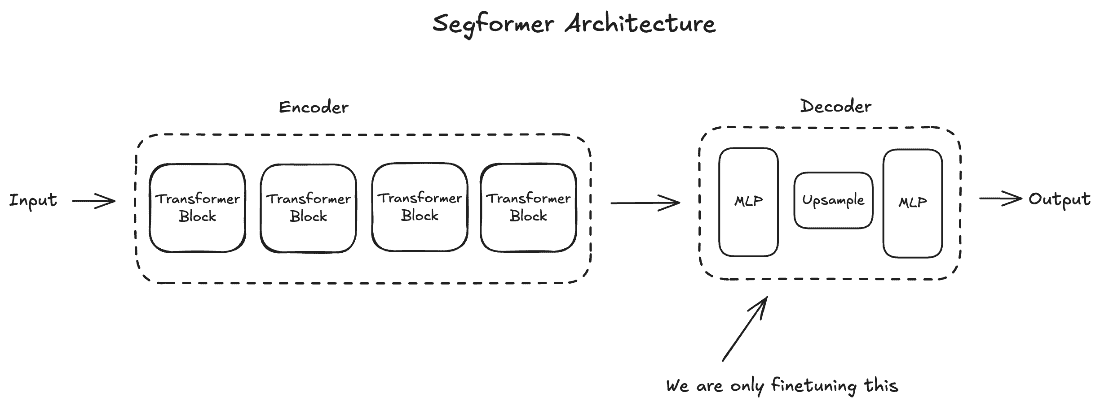 Segformer Architecture
Encoder
Decoder
Input
Transformer
Block
Transformer
Block
Transformer
Block
Transformer
Block
MLP
Upsample
MLP
Output
We are only finetuning this